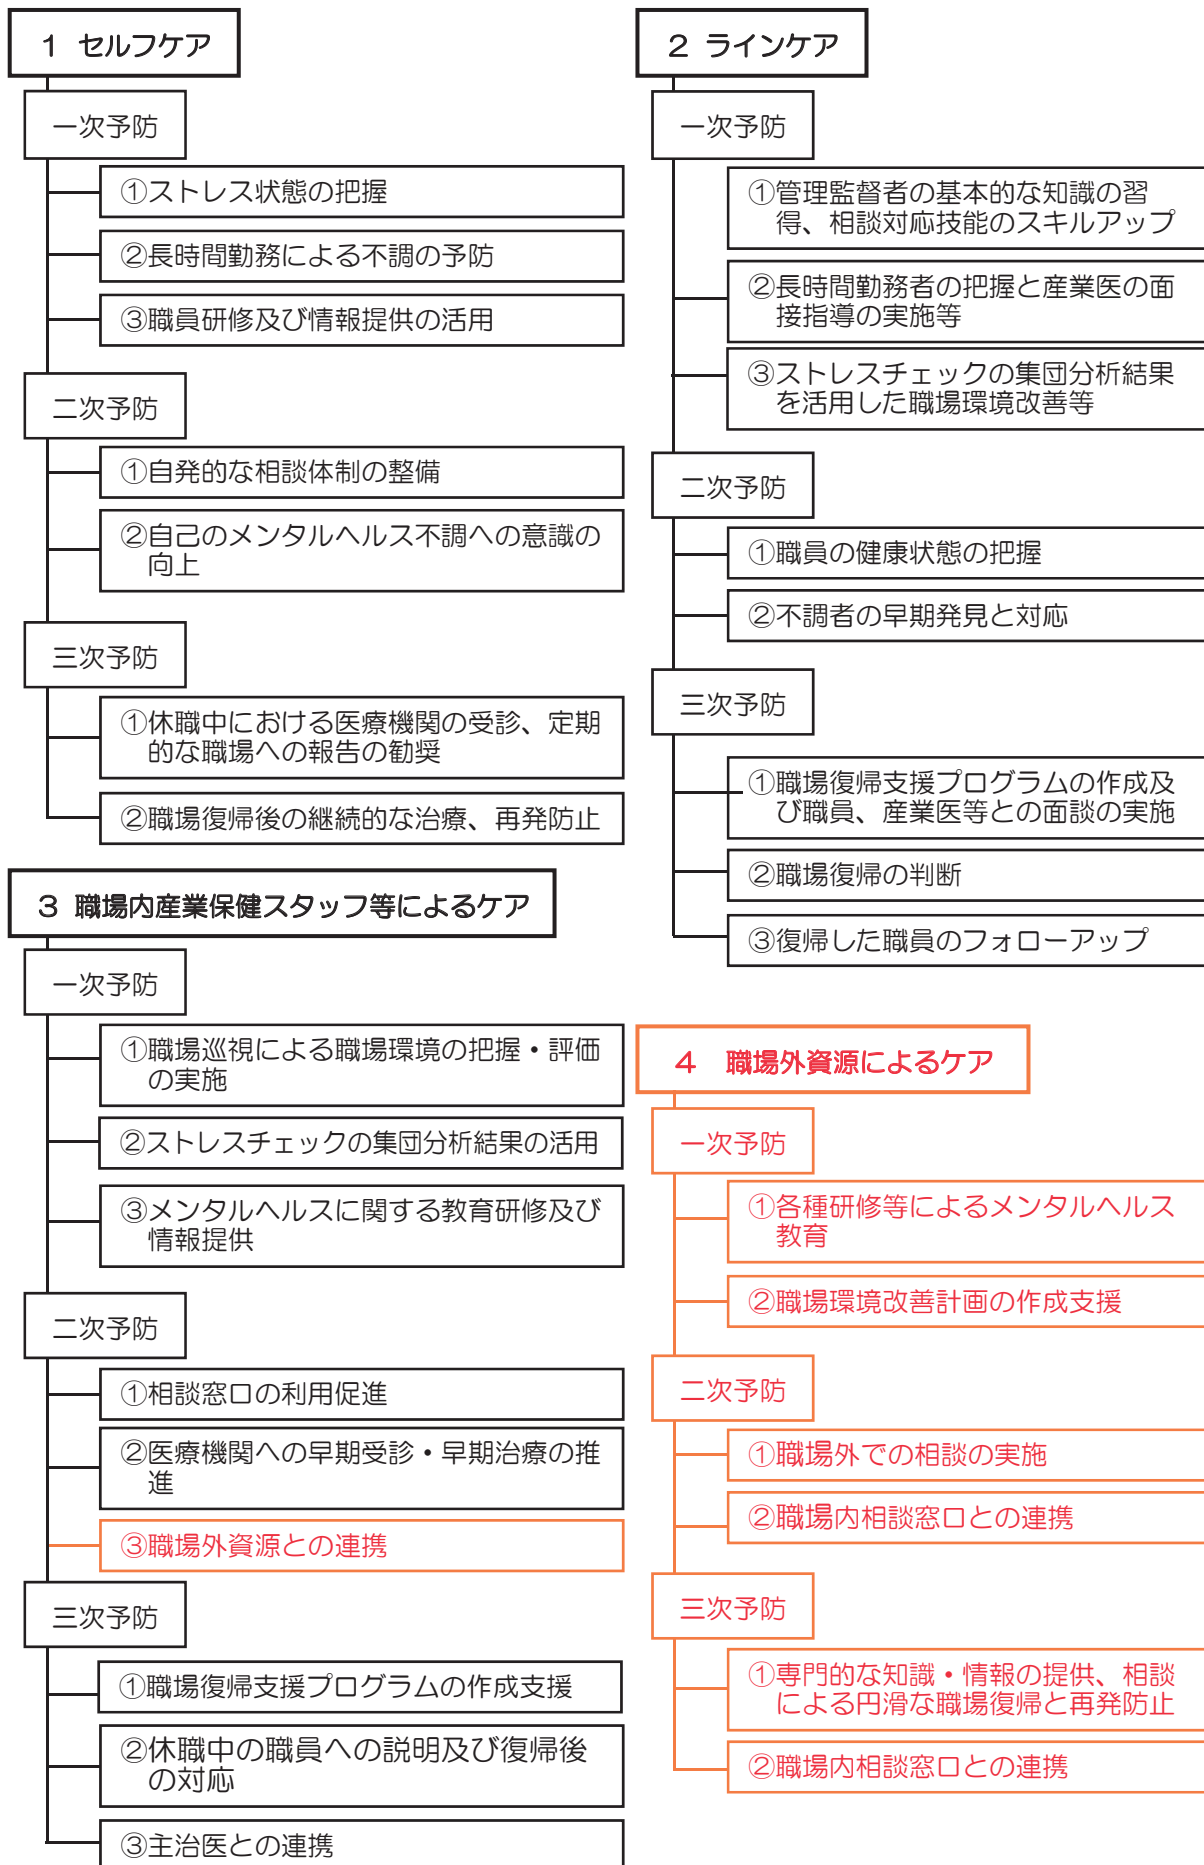 1 セルフケア
一次予防
①ストレス状態の把握
②長時間勤務による不調の予防
③職員研修及び情報提供の活用
二次予防
①自発的な相談体制の整備
②自己のメンタルヘルス不調への意識の
向上
三次予防
①休職中における医療機関の受診、定期
的な職場への報告の勧奨
②職場復帰後の継続的な治療、再発防止
2 ラインケア
一次予防
①管理監督者の基本的な知識の習
得、相談対応技能のスキルアップ
②長時間勤務者の把握と産業医の面
接指導の実施等
③ストレスチェックの集団分析結果
を活用した職場環境改善等
二次予防
①職員の健康状態の把握
②不調者の早期発見と対応
三次予防
①職場復帰支援プログラムの作成及
び職員、産業医等との面談の実施
②職場復帰の判断
③復帰した職員のフォローアップ
3 職場内産業保健スタッフ等によるケア
一次予防
①職場巡視による職場環境の把握・評価
の実施
②ストレスチェックの集団分析結果の活用
③メンタルヘルスに関する教育研修及び
情報提供
二次予防
①相談窓口の利用促進
②医療機関への早期受診・早期治療の推
進
③職場外資源との連携
三次予防
①職場復帰支援プログラムの作成支援
②休職中の職員への説明及び復帰後
の対応
③主治医との連携
4 職場外資源によるケア
一次予防
①各種研修等によるメンタルヘルス
教育
②職場環境改善計画の作成支援
二次予防
①職場外での相談の実施
②職場内相談窓口との連携
三次予防
①専門的な知識・情報の提供、相談
による円滑な職場復帰と再発防止
②職場内相談窓口との連携